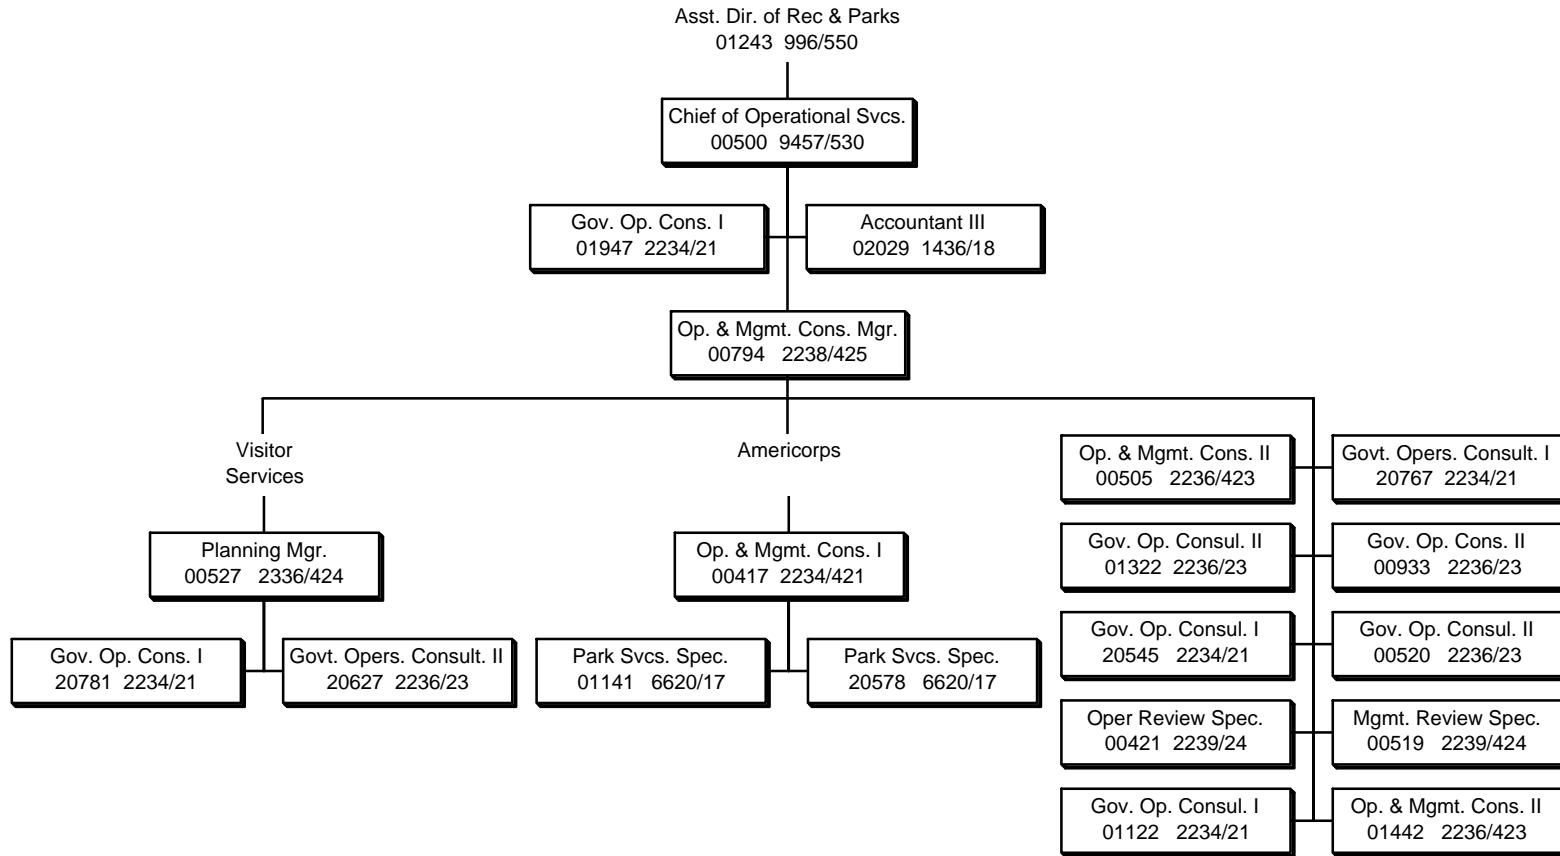 Asst. Dir. of Rec & Parks
01243 996/550
Chief of Operational Svcs.
00500 9457/530
Gov. Op. Cons. I
01947 2234/21
Accountant III
02029 1436/18
Op. & Mgmt. Cons. Mgr.
00794 2238/425
Visitor
Services
Planning Mgr.
00527 2336/424
Gov. Op. Cons. I
20781 2234/21
Govt. Opers. Consult. II
20627 2236/23
Americorps
Op. & Mgmt. Cons. I
00417 2234/421
Park Svcs. Spec.
01141 6620/17
Park Svcs. Spec.
20578 6620/17
Op. & Mgmt. Cons. II
00505 2236/423
Govt. Opers. Consult. I
20767 2234/21
Gov. Op. Consul. II
01322 2236/23
Gov. Op. Cons. II
00933 2236/23
Gov. Op. Consul. I
20545 2234/21
Gov. Op. Consul. II
00520 2236/23
Oper Review Spec.
00421 2239/24
Mgmt. Review Spec.
00519 2239/424
Gov. Op. Consul. I
01122 2234/21
Op. & Mgmt. Cons. II
01442 2236/423